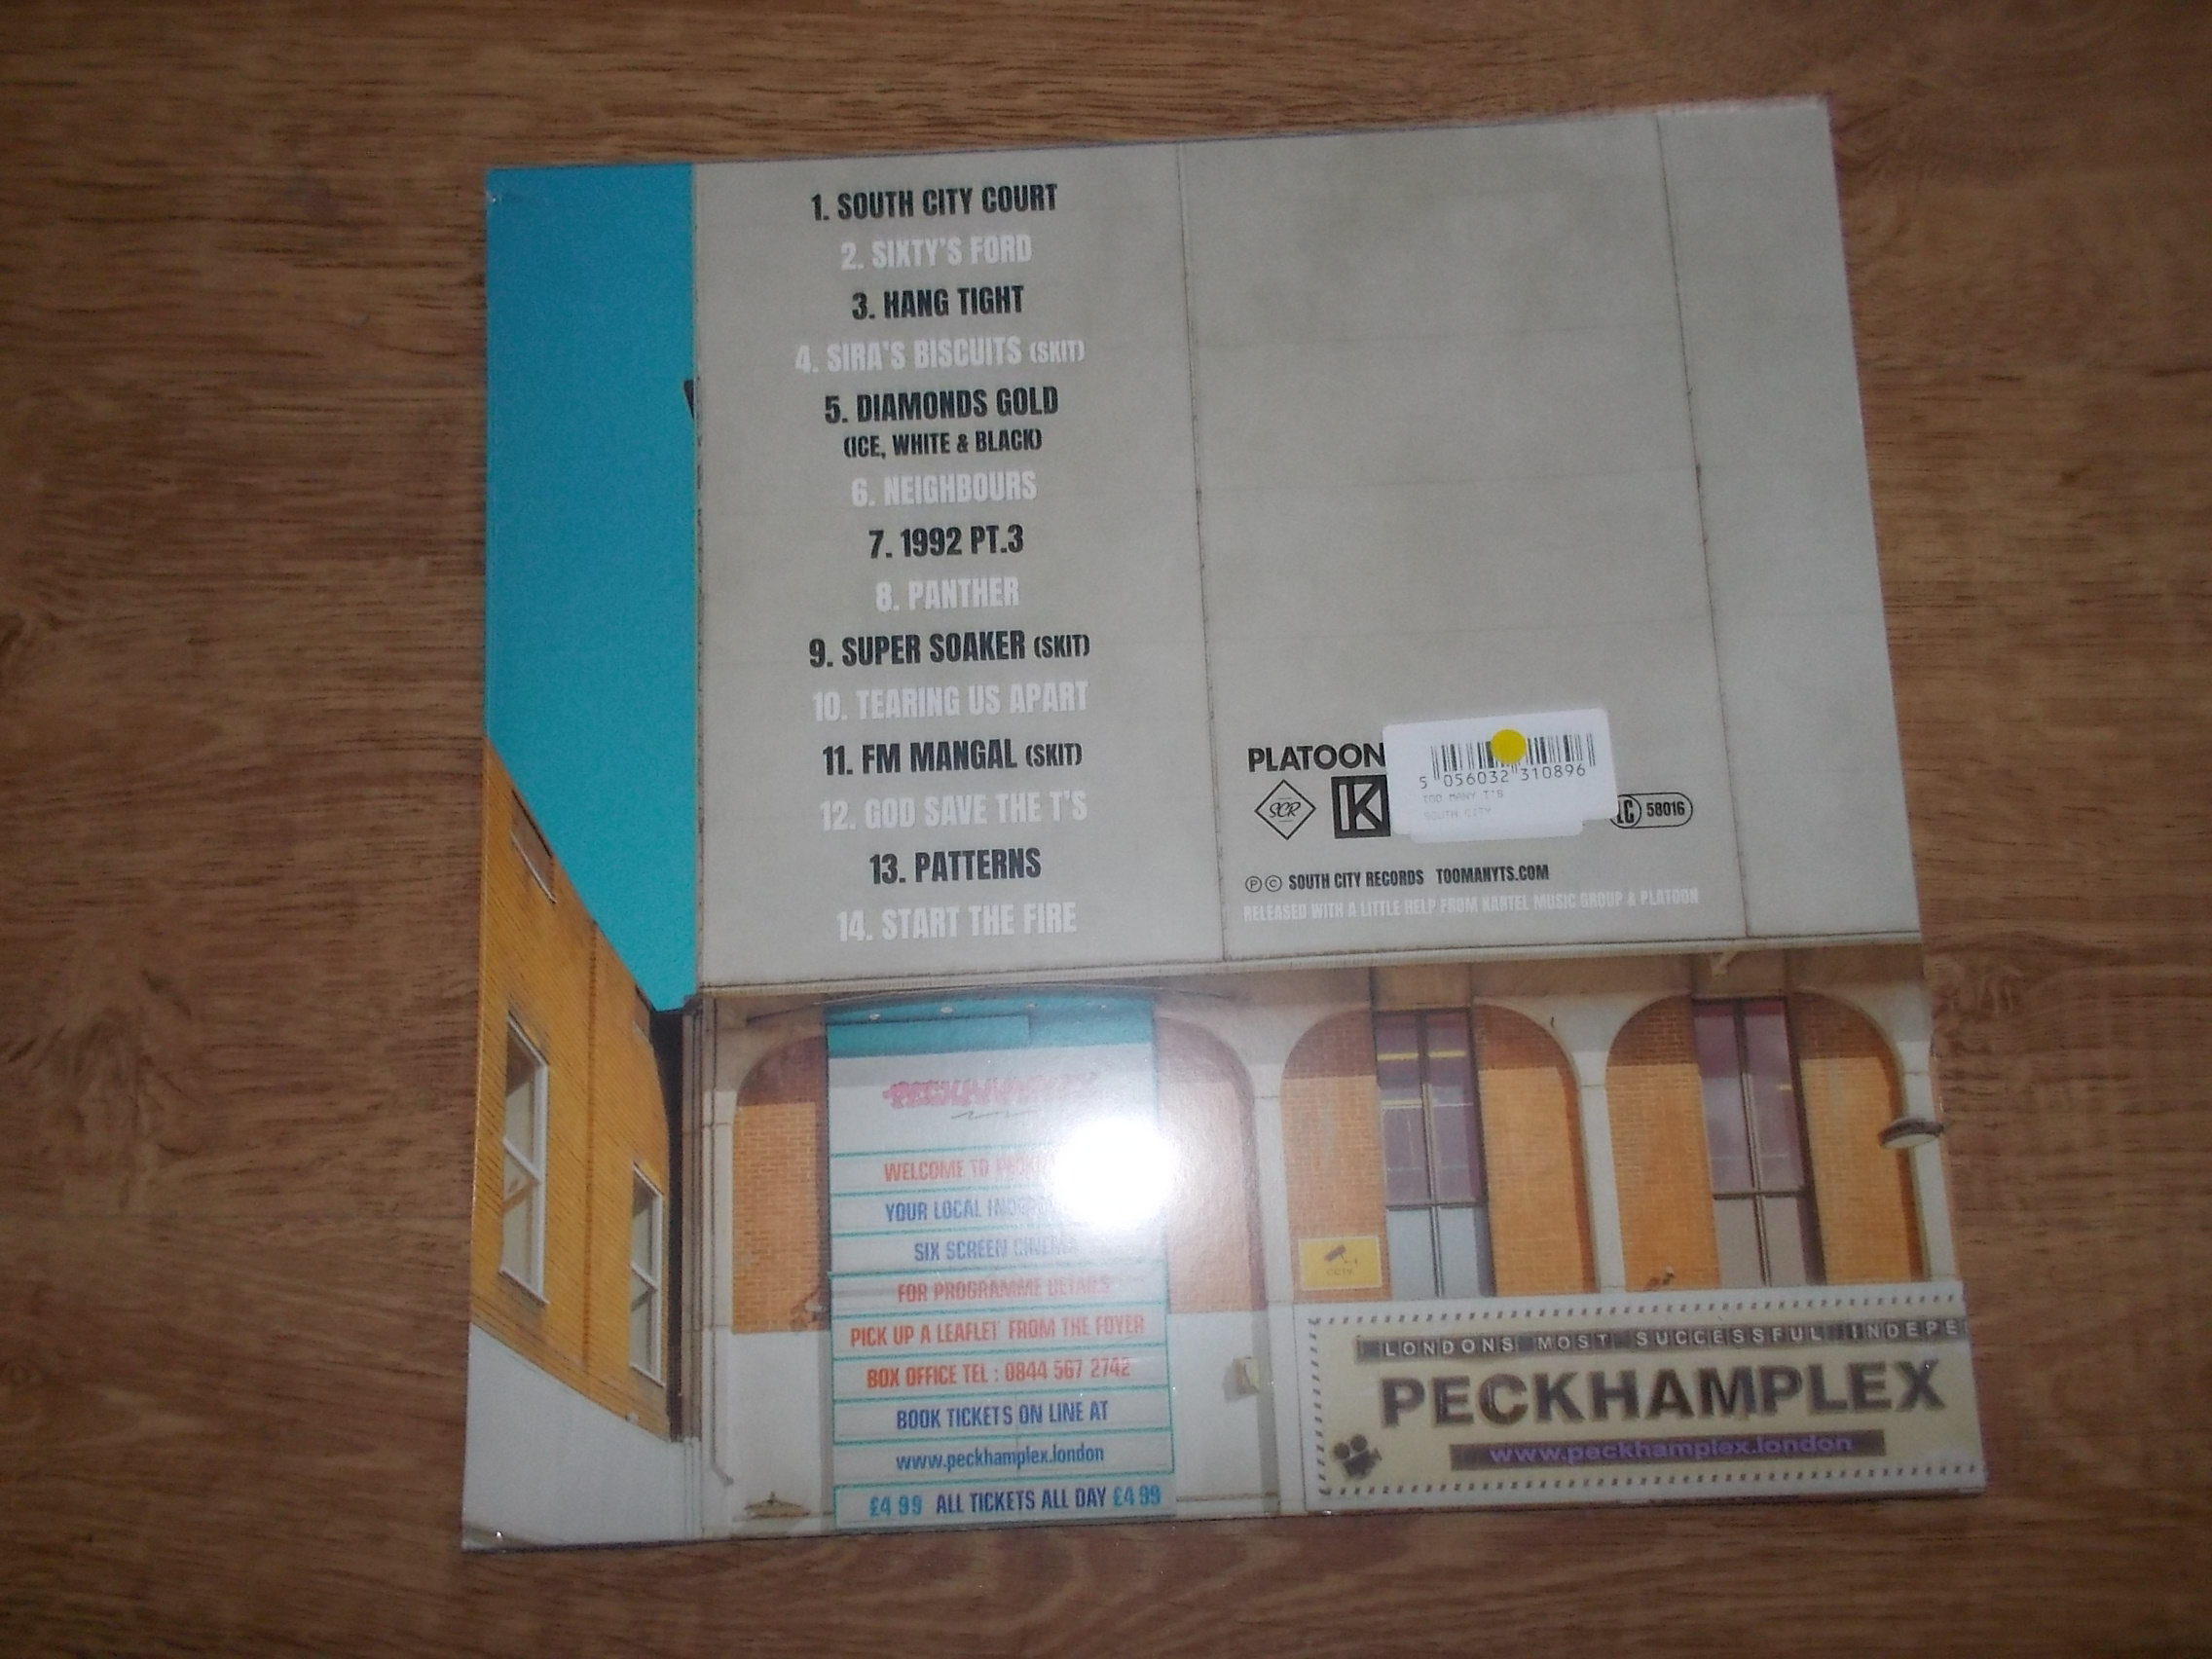 1. SOUTH CITY COURT
2. SIXTY'S FORD
3. HANG TIGHT
4. SIRA'S BISCUITS (SKIT)
5. DIAMONDS GOLD
(ICE, WHITE & BLACK)
6. NEIGHBOURS
7. 1992 PT.3
8. PANTHER
9. SUPER SOAKER (SKIT)
10. TEARING US APART
11. FM MANGAL (SKIT)
12. GOD SAVE THE T'S
13. PATTERNS
14. START THE FIRE
PLATOON
5 056032 310896
TOO MANY T'S
SOUTH CITY
SCR
K
LC 58016
Ⓟ © SOUTH CITY RECORDS TOOMANYTS.COM
RELEASED WITH A LITTLE HELP FROM KARTEL MUSIC GROUP & PLATOON
WELCOME TO
YOUR LOCAL
SIX SCREEN CINEMA
FOR PROGRAMME DETAILS
PICK UP A LEAFLET FROM THE FOYER
BOX OFFICE TEL : 0844 567 2742
BOOK TICKETS ON LINE AT
www.peckhamplex.london
£4 99 ALL TICKETS ALL DAY £4 99
CCTV
LONDONS MOST SUCCESSFUL INDEPE
PECKHAMPLEX
www.peckhamplex.london